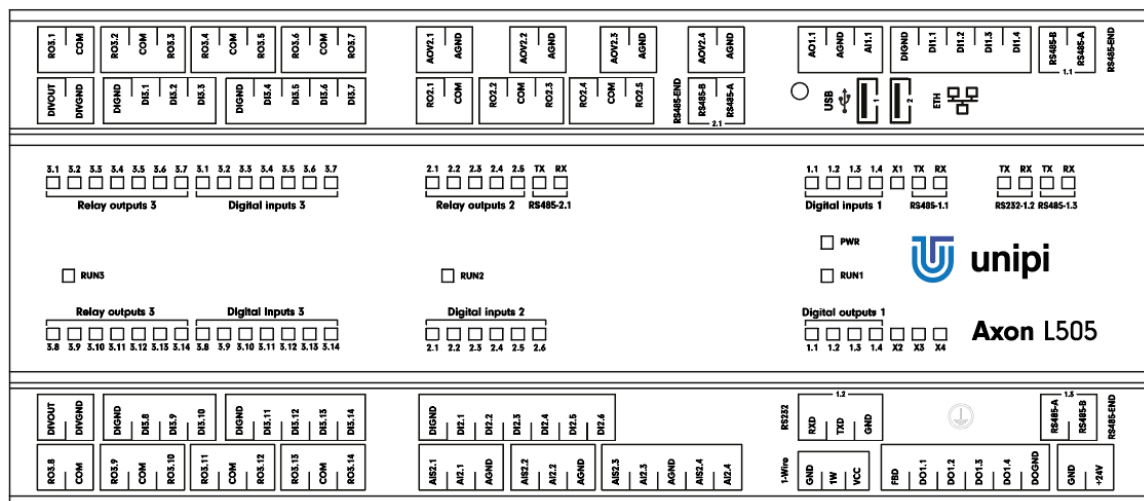 RO3.1 COM RO3.2 COM RO3.3 RO3.4 COM RO3.5 RO3.6 COM RO3.7 AOV2.1 AGND AOV2.2 AGND AOV2.3 AGND AOV2.4 AGND AO1.1 AGND AI1.1 DIGND DI1.1 DI1.2 DI1.3 DI1.4 RS485-B RS485-A RS485-END
1.1
DIVOUT DIVGND DIGND DI3.1 DI3.2 DI3.3 DIGND DI3.4 DI3.5 DI3.6 DI3.7 RO2.1 COM RO2.2 COM RO2.3 RO2.4 COM RO2.5 RS485-END RS485-B RS485-A USB 1 2 ETH
2.1
3.1 3.2 3.3 3.4 3.5 3.6 3.7 3.1 3.2 3.3 3.4 3.5 3.6 3.7 2.1 2.2 2.3 2.4 2.5 TX RX 1.1 1.2 1.3 1.4 X1 TX RX TX RX TX RX
Relay outputs 3 Digital inputs 3 Relay outputs 2 RS485-2.1 Digital inputs 1 RS485-1.1 RS232-1.2 RS485-1.3
PWR
unipi
RUN3 RUN2 RUN1
Relay outputs 3 Digital Inputs 3 Digital inputs 2 Digital outputs 1
Axon L505
3.8 3.9 3.10 3.11 3.12 3.13 3.14 3.8 3.9 3.10 3.11 3.12 3.13 3.14 2.1 2.2 2.3 2.4 2.5 2.6 1.1 1.2 1.3 1.4 X2 X3 X4
1.2 1.3
DIVOUT DIVGND DIGND DI3.8 DI3.9 DI3.10 DIGND DI3.11 DI3.12 DI3.13 DI3.14 DIGND DI2.1 DI2.2 DI2.3 DI2.4 DI2.5 DI2.6 RS232 RXD TXD GND RS485-A RS485-B RS485-END
RO3.8 COM RO3.9 COM RO3.10 RO3.11 COM RO3.12 RO3.13 COM RO3.14 AIS2.1 AI2.1 AGND AIS2.2 AI2.2 AGND AIS2.3 AI2.3 AGND AIS2.4 AI2.4 1-Wire GND 1W VCC FBD DO1.1 DO1.2 DO1.3 DO1.4 DOGND GND +24V